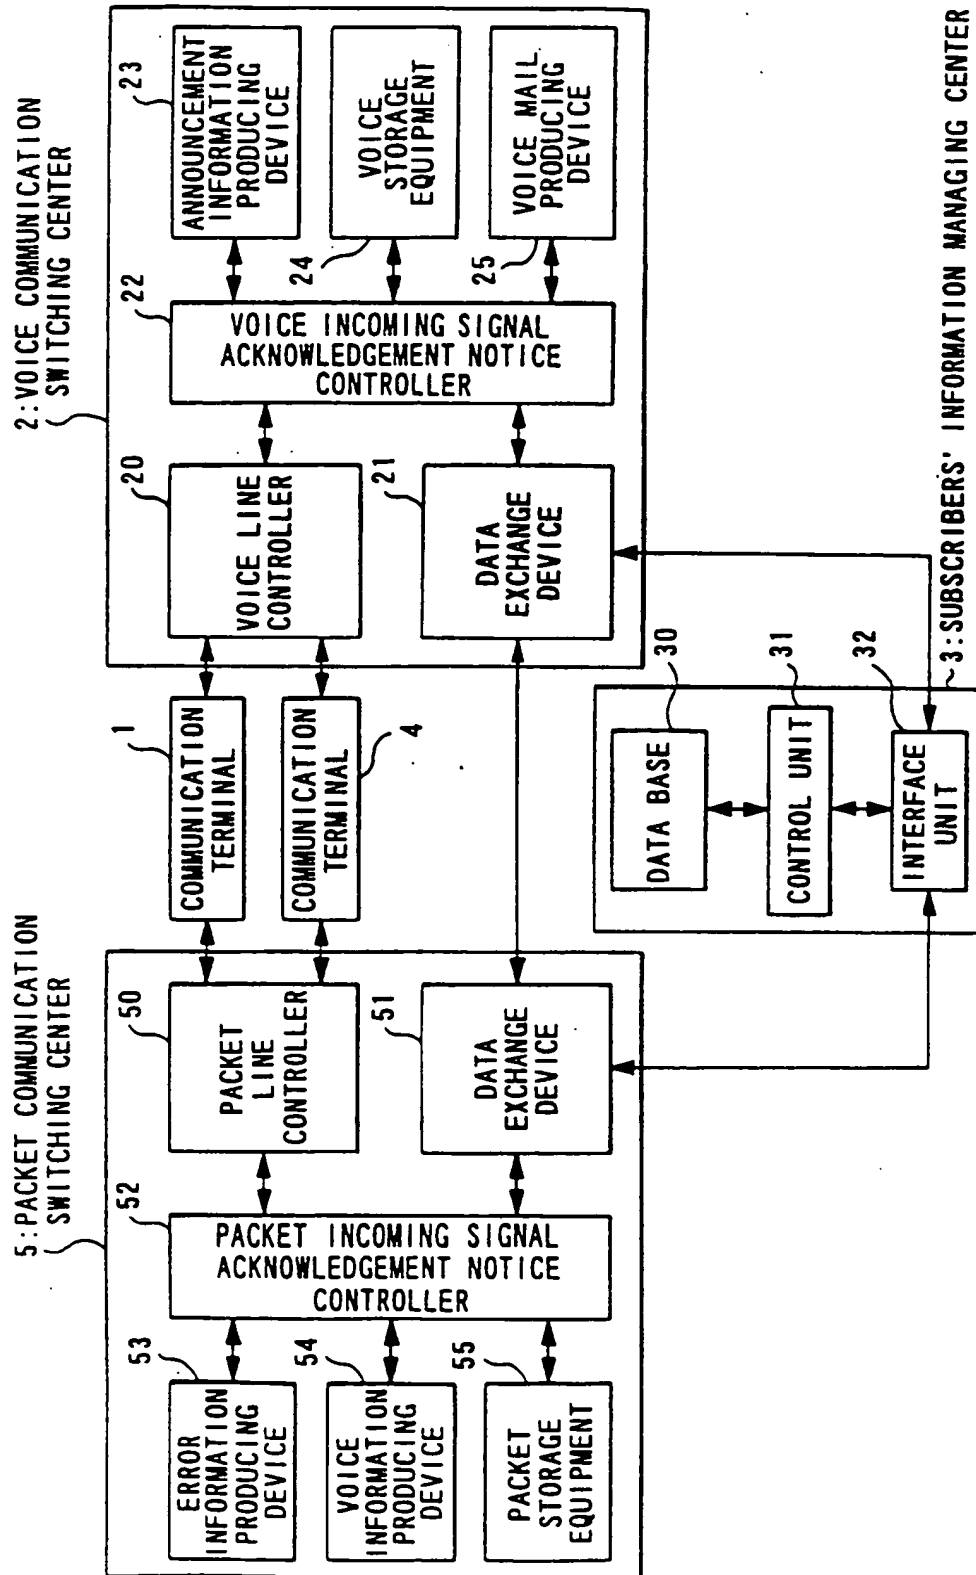 5:PACKET COMMUNICATION
SWITCHING CENTER
53
ERROR
INFORMATION
PRODUCING
DEVICE
54
VOICE
INFORMATION
PRODUCING
DEVICE
55
PACKET
STORAGE
EQUIPMENT
52
PACKET INCOMING SIGNAL
ACKNOWLEDGEMENT NOTICE
CONTROLLER
50
PACKET
LINE
CONTROLLER
51
DATA
EXCHANGE
DEVICE
1
COMMUNICATION
TERMINAL
COMMUNICATION
TERMINAL
4
2:VOICE COMMUNICATION
SWITCHING CENTER
20
VOICE LINE
CONTROLLER
21
DATA
EXCHANGE
DEVICE
22
VOICE INCOMING SIGNAL
ACKNOWLEDGEMENT NOTICE
CONTROLLER
23
ANNOUNCEMENT
INFORMATION
PRODUCING
DEVICE
24
VOICE
STORAGE
EQUIPMENT
25
VOICE MAIL
PRODUCING
DEVICE
30
DATA BASE
31
CONTROL UNIT
32
INTERFACE
UNIT
3:SUBSCRIBERS' INFORMATION MANAGING CENTER